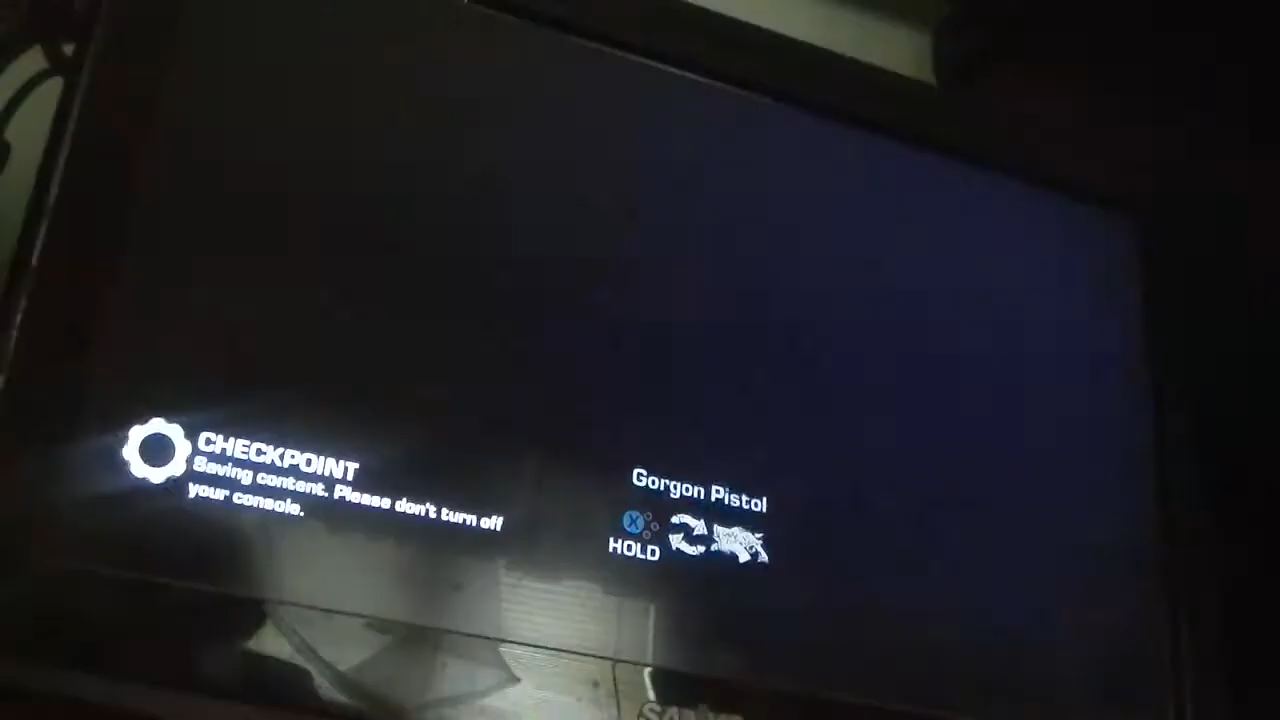 CHECKPOINT
Saving content. Please don't turn off
your console.
Gorgon Pistol
X
HOLD